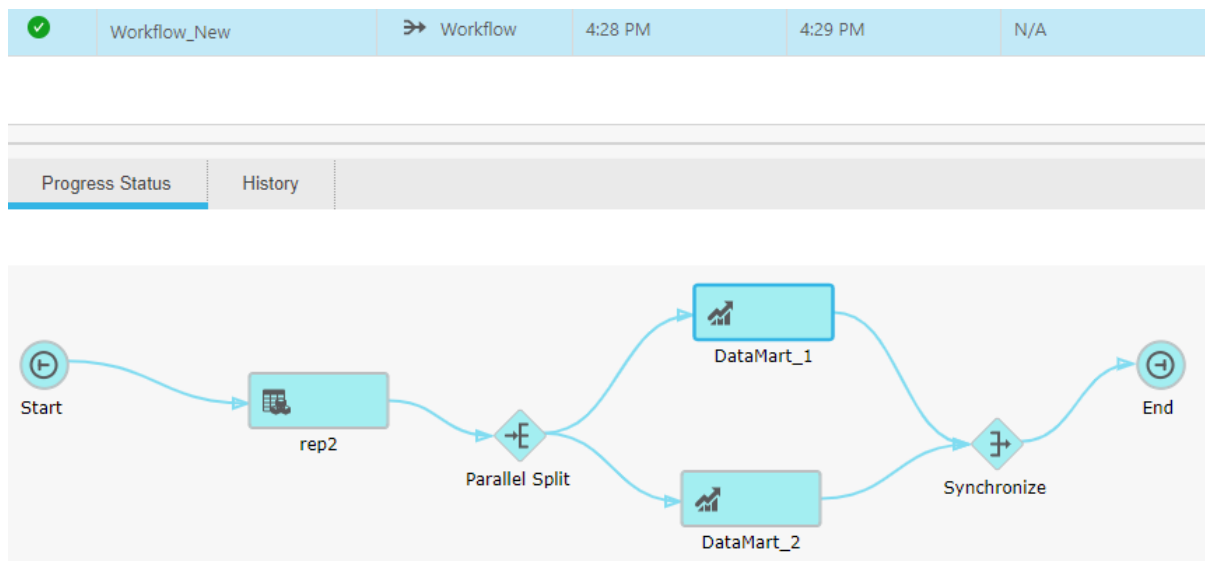 Workflow_New Workflow 4:28 PM 4:29 PM N/A
Progress Status History
DataMart_1
Start
End
rep2
Parallel Split
Synchronize
DataMart_2